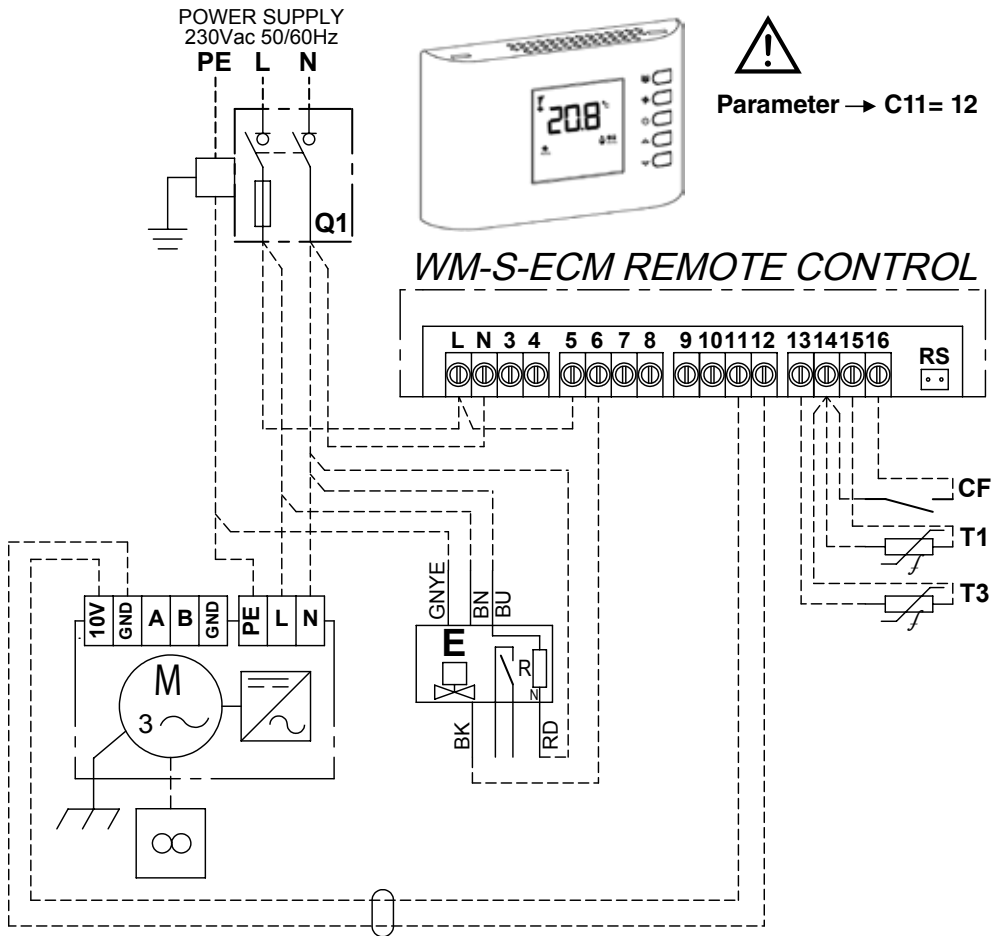 POWER SUPPLY
230Vac 50/60Hz
PE L N
Q1
20.8°
Parameter → C11= 12
WM-S-ECM REMOTE CONTROL
L N 3 4 5 6 7 8 9 10 11 12 13 14 15 16
RS
CF
T1
T3
GNYE
BN
BU
10V GND A B GND PE L N
E
R
N
M
3
BK
RD